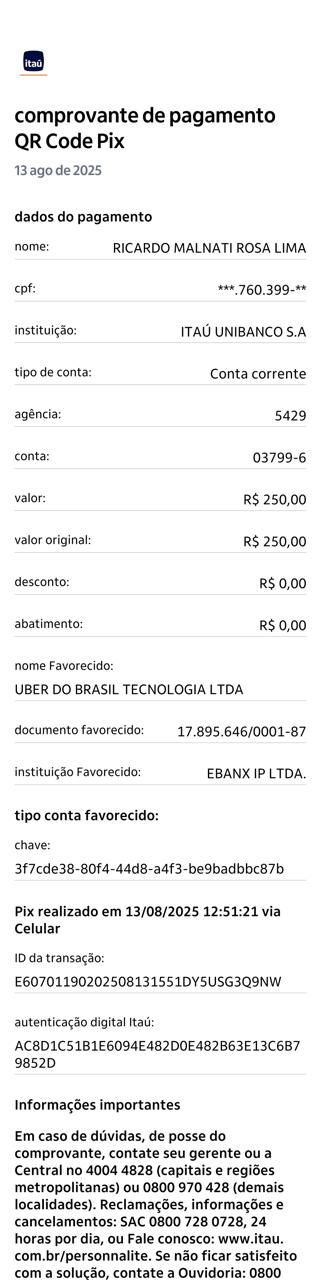 itaú
comprovante de pagamento
QR Code Pix
13 ago de 2025
dados do pagamento
nome: RICARDO MALNATI ROSA LIMA
cpf: ***.760.399-**
instituição: ITAÚ UNIBANCO S.A
tipo de conta: Conta corrente
agência: 5429
conta: 03799-6
valor: R$ 250,00
valor original: R$ 250,00
desconto: R$ 0,00
abatimento: R$ 0,00
nome Favorecido:
UBER DO BRASIL TECNOLOGIA LTDA
documento favorecido: 17.895.646/0001-87
instituição Favorecido: EBANX IP LTDA.
tipo conta favorecido:
chave:
3f7cde38-80f4-44d8-a4f3-be9badbbc87b
Pix realizado em 13/08/2025 12:51:21 via
Celular
ID da transação:
E60701190202508131551DY5USG3Q9NW
autenticação digital Itaú:
AC8D1C51B1E6094E482D0E482B63E13C6B7
9852D
Informações importantes
Em caso de dúvidas, de posse do
comprovante, contate seu gerente ou a
Central no 4004 4828 (capitais e regiões
metropolitanas) ou 0800 970 428 (demais
localidades). Reclamações, informações e
cancelamentos: SAC 0800 728 0728, 24
horas por dia, ou Fale conosco: www.itau.
com.br/personnalite. Se não ficar satisfeito
com a solução, contate a Ouvidoria: 0800